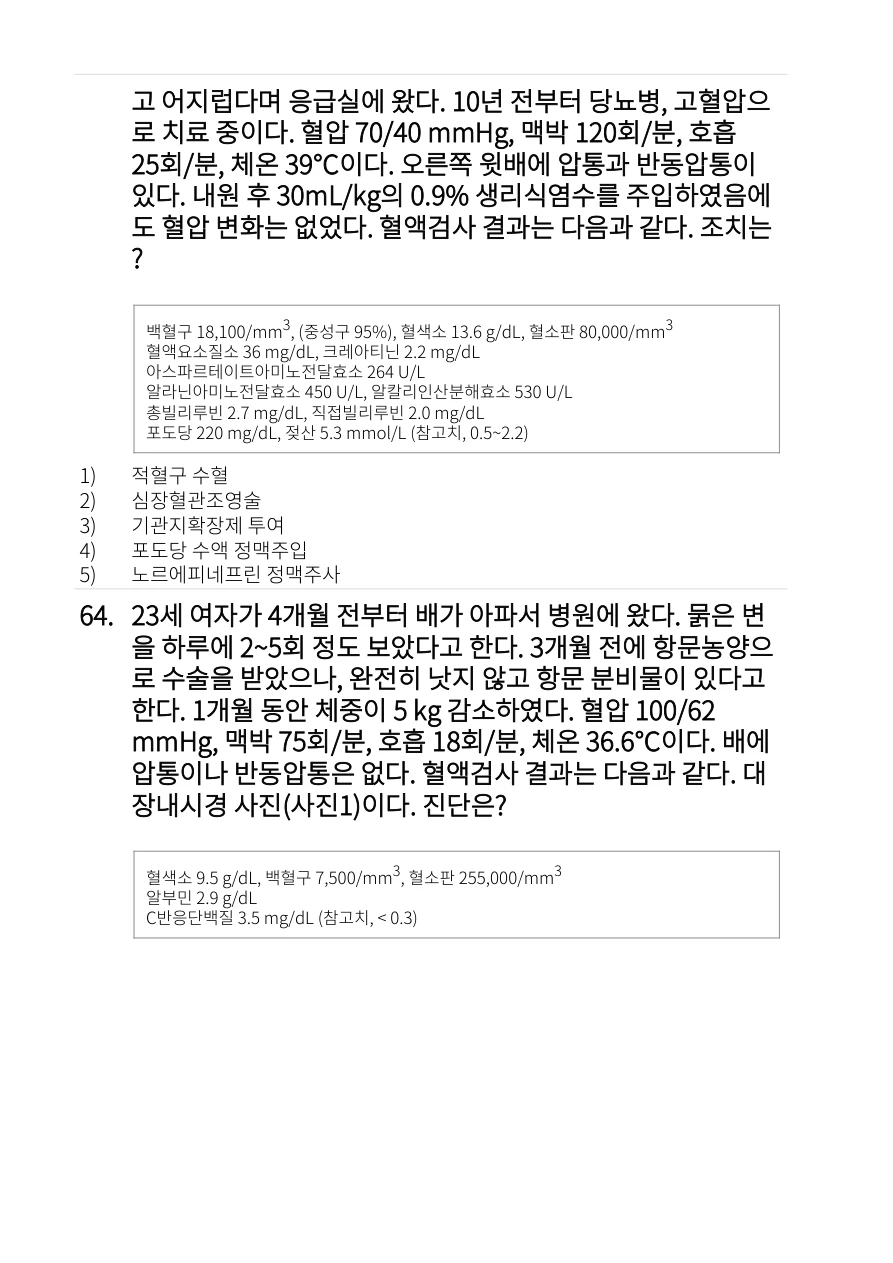 고 어지럽다며 응급실에 왔다. 10년 전부터 당뇨병, 고혈압으
로 치료 중이다. 혈압 70/40 mmHg, 맥박 120회/분, 호흡
25회/분, 체온 39℃이다. 오른쪽 윗배에 압통과 반동압통이
있다. 내원 후 30mL/kg의 0.9% 생리식염수를 주입하였음에
도 혈압 변화는 없었다. 혈액검사 결과는 다음과 같다. 조치는
?
백혈구 18,100/mm³, (중성구 95%), 혈색소 13.6 g/dL, 혈소판 80,000/mm³
혈액요소질소 36 mg/dL, 크레아티닌 2.2 mg/dL
아스파르테이트아미노전달효소 264 U/L
알라닌아미노전달효소 450 U/L, 알칼리인산분해효소 530 U/L
총빌리루빈 2.7 mg/dL, 직접빌리루빈 2.0 mg/dL
포도당 220 mg/dL, 젖산 5.3 mmol/L (참고치, 0.5~2.2)
1) 적혈구 수혈
2) 심장혈관조영술
3) 기관지확장제 투여
4) 포도당 수액 정맥주입
5) 노르에피네프린 정맥주사
64. 23세 여자가 4개월 전부터 배가 아파서 병원에 왔다. 묽은 변
을 하루에 2~5회 정도 보았다고 한다. 3개월 전에 항문농양으
로 수술을 받았으나, 완전히 낫지 않고 항문 분비물이 있다고
한다. 1개월 동안 체중이 5 kg 감소하였다. 혈압 100/62
mmHg, 맥박 75회/분, 호흡 18회/분, 체온 36.6℃이다. 배에
압통이나 반동압통은 없다. 혈액검사 결과는 다음과 같다. 대
장내시경 사진(사진1)이다. 진단은?
혈색소 9.5 g/dL, 백혈구 7,500/mm³, 혈소판 255,000/mm³
알부민 2.9 g/dL
C반응단백질 3.5 mg/dL (참고치, < 0.3)